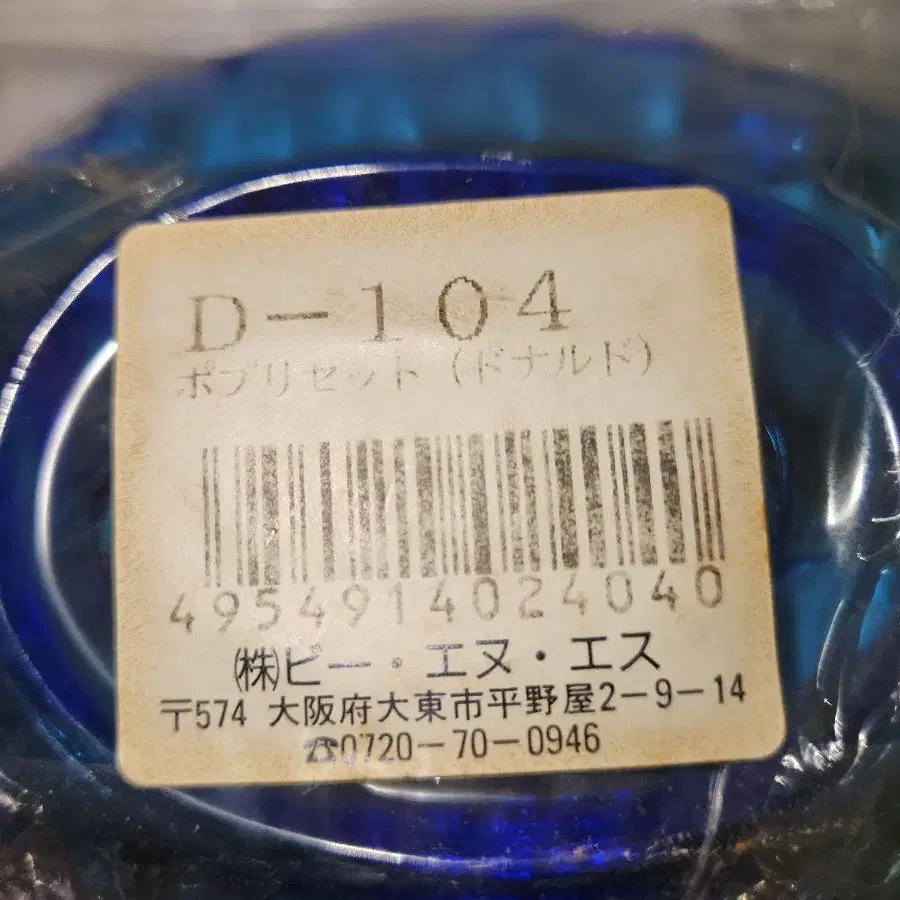 D-104
ポプリセット(ドナルド)
4954914024040
㈱ピー・エヌ・エス
〒574 大阪府大東市平野屋2-9-14
☎0720-70-0946